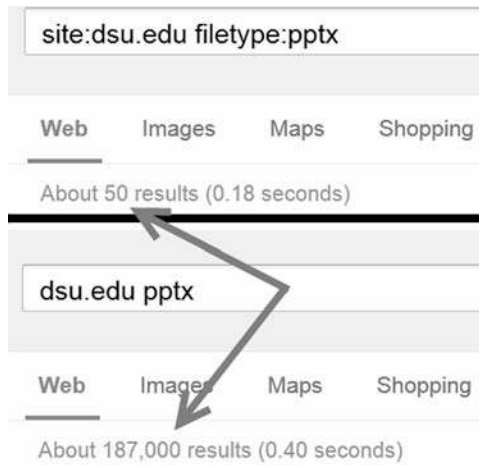 site:dsu.edu filetype:pptx
Web Images Maps Shopping
About 50 results (0.18 seconds)
dsu.edu pptx
Web Images Maps Shopping
About 187,000 results (0.40 seconds)